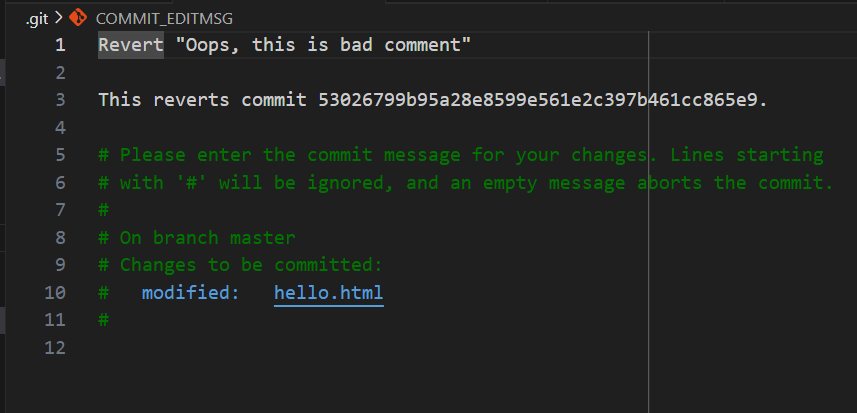 .git > COMMIT_EDITMSG
1 Revert "Oops, this is bad comment"
2
3 This reverts commit 53026799b95a28e8599e561e2c397b461cc865e9.
4
5 # Please enter the commit message for your changes. Lines starting
6 # with '#' will be ignored, and an empty message aborts the commit.
7 #
8 # On branch master
9 # Changes to be committed:
10 #   modified:   hello.html
11 #
12